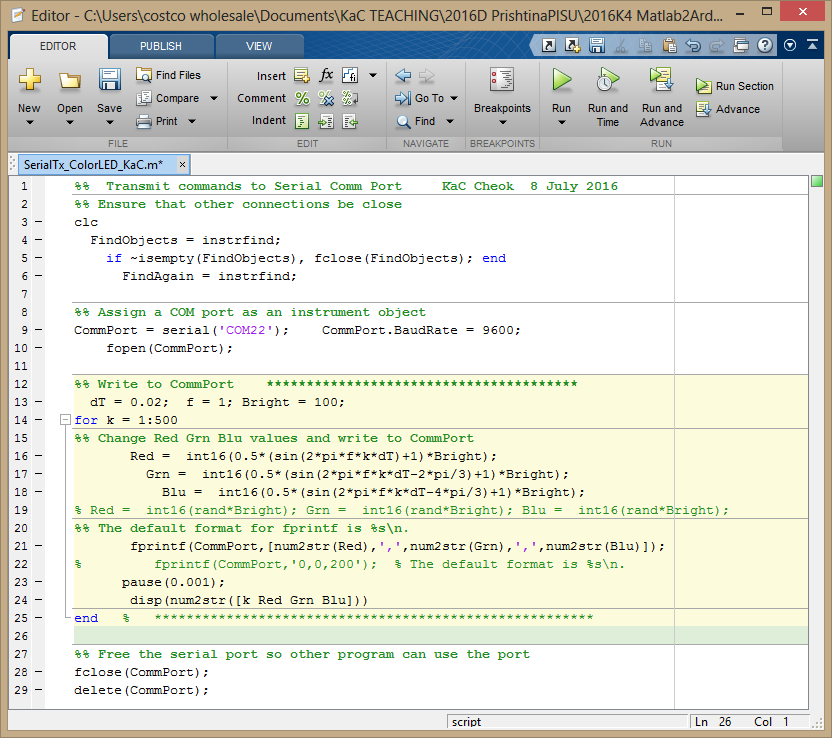 Editor - C:\Users\costco wholesale\Documents\KaC TEACHING\2016D PrishtinaPISU\2016K4 Matlab2Ard...
EDITOR PUBLISH VIEW
New Open Save Find Files Compare Print
FILE
Insert fx
Comment
Indent
EDIT
Go To
Find
NAVIGATE
Breakpoints
BREAKPOINTS
Run Run and Time Run and Advance Run Section Advance
RUN
SerialTx_ColorLED_KaC.m* ×
1 %%  Transmit commands to Serial Comm Port     KaC Cheok  8 July 2016
2 %% Ensure that other connections be close
3 – clc
4 –   FindObjects = instrfind;
5 –     if ~isempty(FindObjects), fclose(FindObjects); end
6 –       FindAgain = instrfind;
7
8 %% Assign a COM port as an instrument object
9 – CommPort = serial('COM22');    CommPort.BaudRate = 9600;
10 –     fopen(CommPort);
11
12 %% Write to CommPort    ***************************************
13 –   dT = 0.02;  f = 1; Bright = 100;
14 – for k = 1:500
15 %% Change Red Grn Blu values and write to CommPort
16 –        Red =  int16(0.5*(sin(2*pi*f*k*dT)+1)*Bright);
17 –          Grn =  int16(0.5*(sin(2*pi*f*k*dT-2*pi/3)+1)*Bright);
18 –            Blu =  int16(0.5*(sin(2*pi*f*k*dT-4*pi/3)+1)*Bright);
19 % Red =  int16(rand*Bright); Grn =  int16(rand*Bright); Blu =  int16(rand*Bright);
20 %% The default format for fprintf is %s\n.
21 –        fprintf(CommPort,[num2str(Red),',',num2str(Grn),',',num2str(Blu)]);
22 %         fprintf(CommPort,'0,0,200');  % The default format is %s\n.
23 –       pause(0.001);
24 –        disp(num2str([k Red Grn Blu]))
25 – end   %   *******************************************************
26
27 %% Free the serial port so other program can use the port
28 – fclose(CommPort);
29 – delete(CommPort);
script Ln 26 Col 1